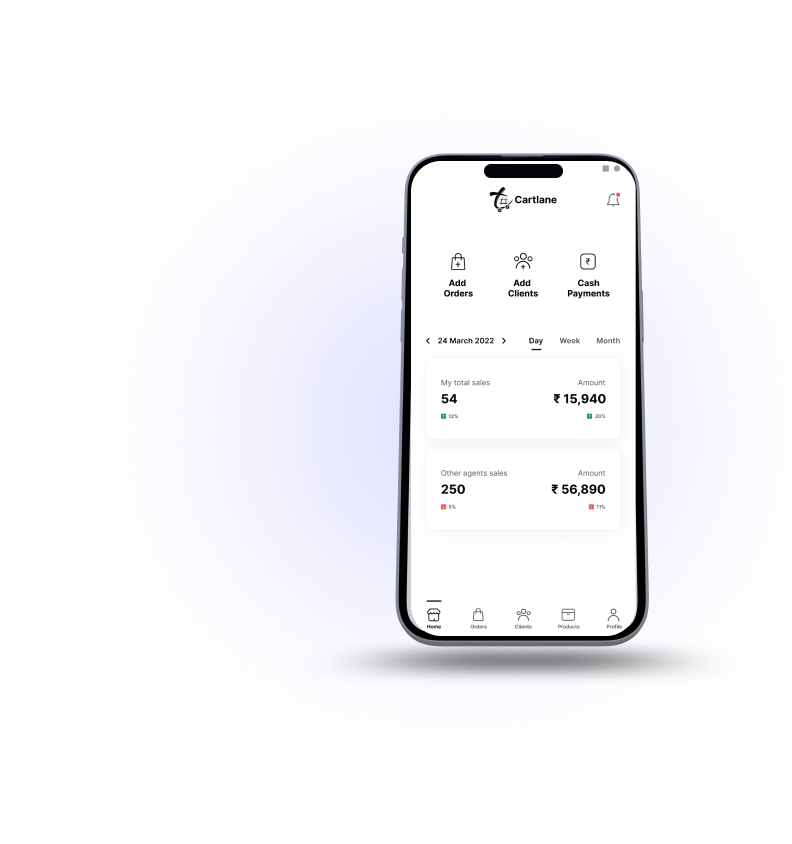 Cartlane
Add Add Cash
Orders Clients Payments
24 March 2022 Day Week Month
My total sales Amount
54 ₹ 15,940
12% 20%
Other agents sales Amount
250 ₹ 56,890
5% 11%
Home Orders Clients Products Profile